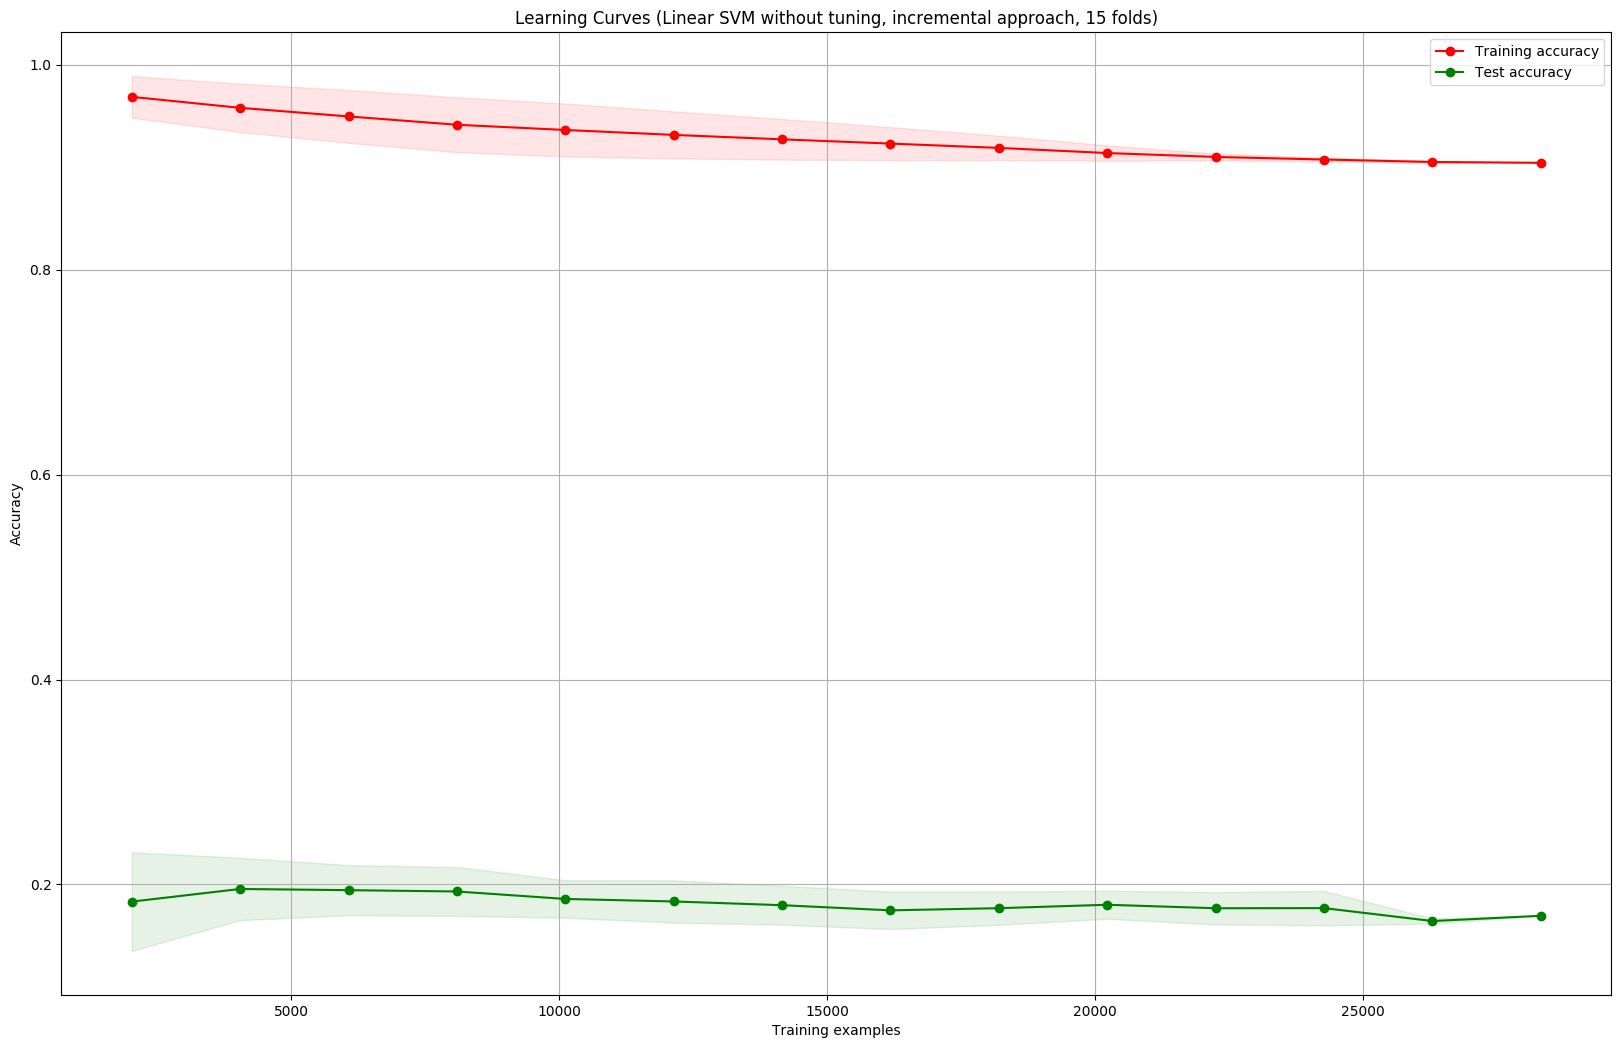 Learning Curves (Linear SVM without tuning, incremental approach, 15 folds)
Training accuracy
Test accuracy
1.0
0.8
0.6
0.4
0.2
Accuracy
5000
10000
15000
20000
25000
Training examples